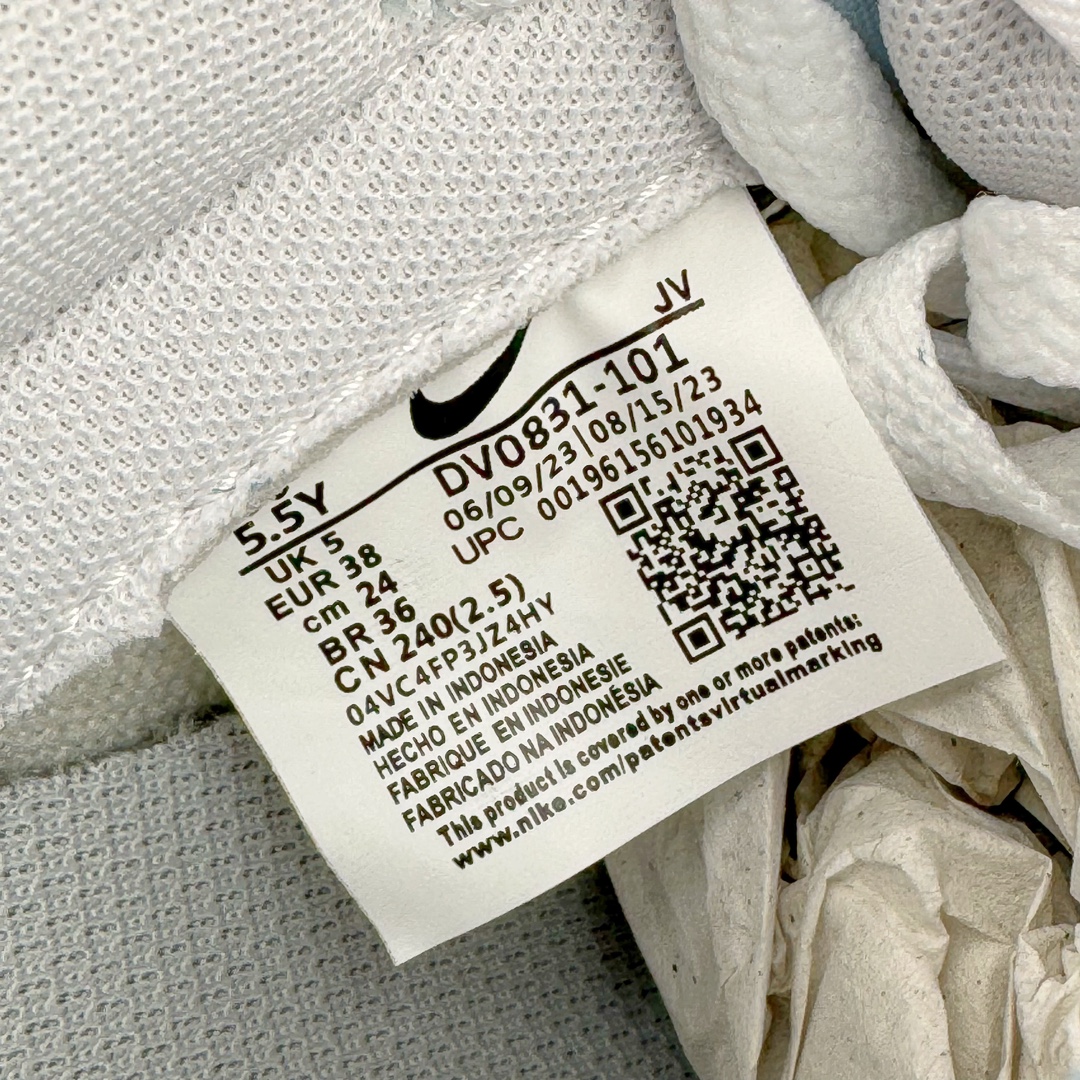 JV
5.5Y
DV0831-101
06/09/23|08/15/23
UPC 00196156101934
UK 5
EUR 38
cm 24
BR 36
CN 240(2.5)
04VC4FP3JZ4HY
MADE IN INDONESIA
HECHO EN INDONESIA
FABRIQUE EN INDONESIE
FABRICADO NA INDONÉSIA
This product is covered by one or more patents:
www.nike.com/patentsvirtualmarking